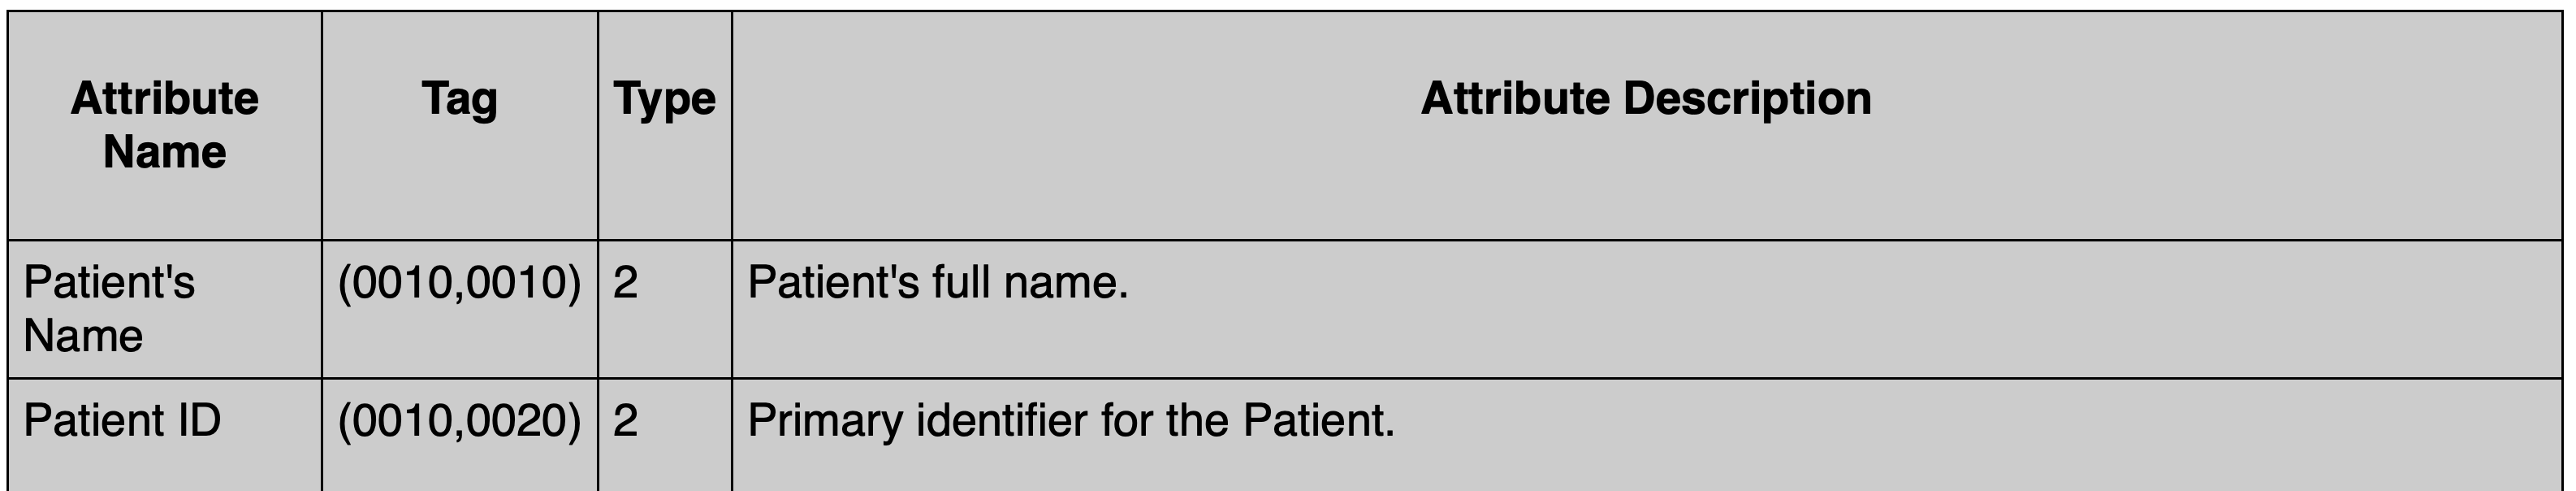 Attribute Name Tag Type Attribute Description
Patient's Name (0010,0010) 2 Patient's full name.
Patient ID (0010,0020) 2 Primary identifier for the Patient.